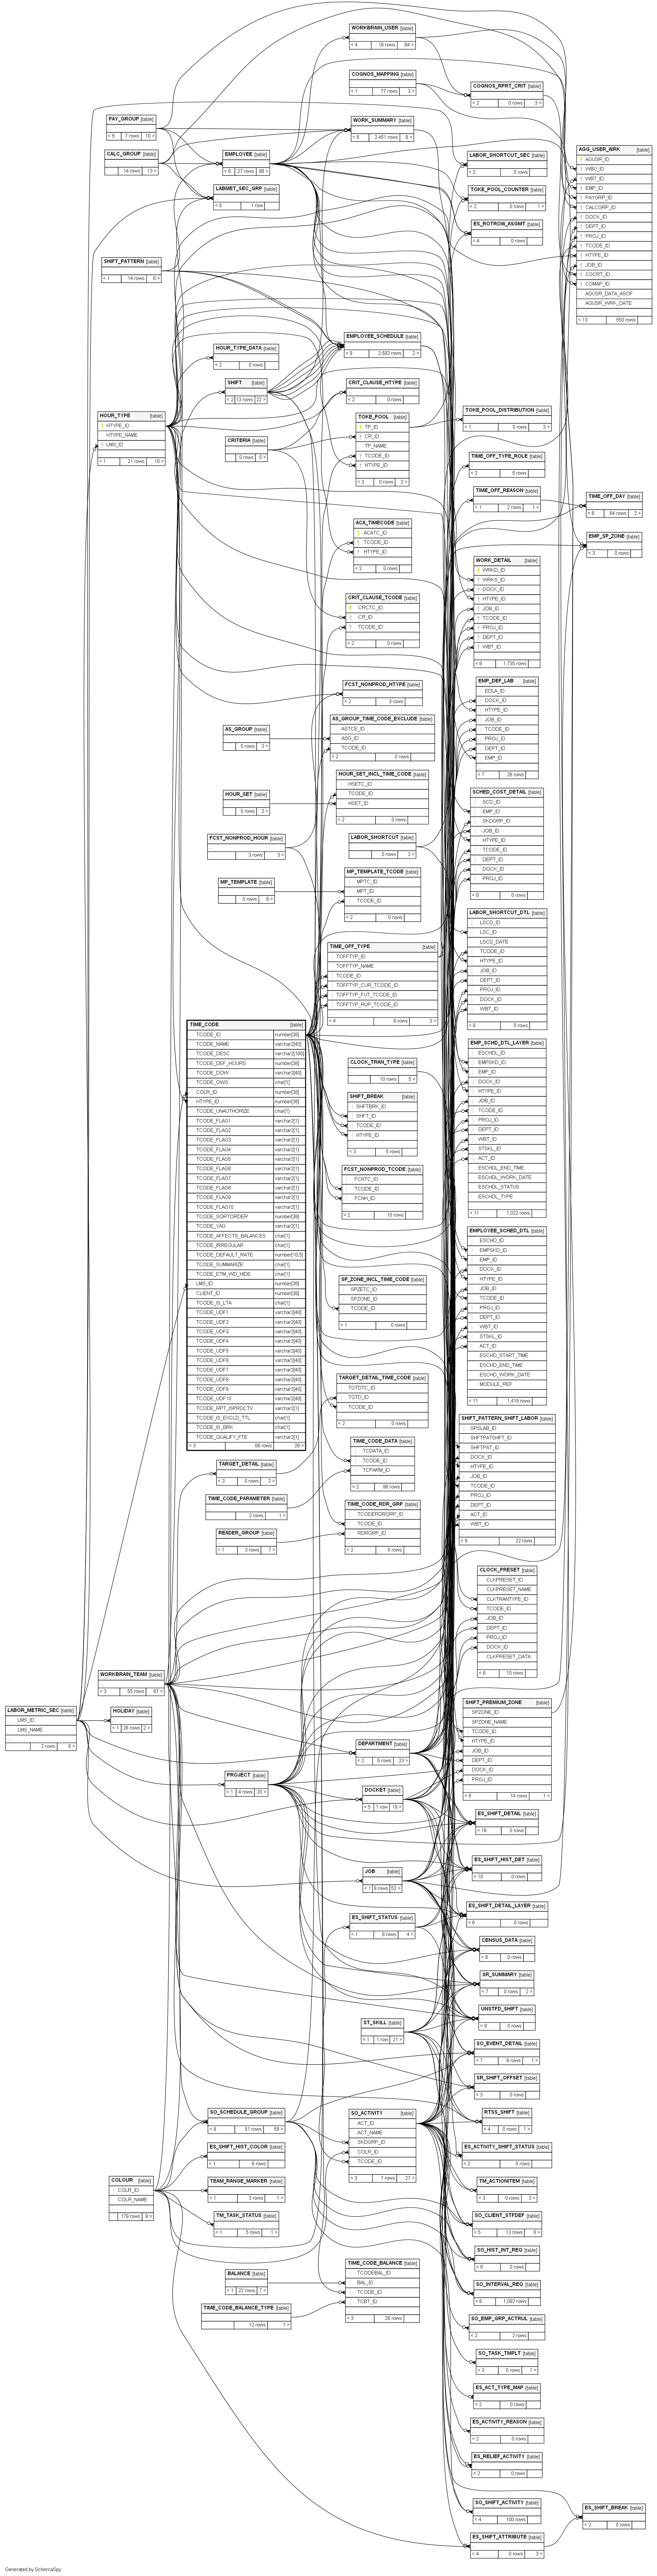 LABOR_METRIC_SEC [table]
LMS_ID
LMS_NAME
2 rows 9 >
PAY_GROUP [table]
< 5 7 rows 10 >
CALC_GROUP [table]
14 rows 13 >
SHIFT_PATTERN [table]
< 1 14 rows 8 >
HOUR_TYPE [table]
HTYPE_ID
HTYPE_NAME
LMS_ID
< 1 21 rows 18 >
WORKBRAIN_TEAM [table]
< 3 55 rows 67 >
HOLIDAY [table]
< 1 28 rows 2 >
COLOUR [table]
COLR_ID
COLR_NAME
178 rows 9 >
EMPLOYEE [table]
< 6 27 rows 98 >
LABMET_SEC_GRP [table]
< 5 1 row
HOUR_TYPE_DATA [table]
< 2 0 rows
SHIFT [table]
< 2 13 rows 22 >
CRITERIA [table]
0 rows 5 >
AS_GROUP [table]
0 rows 3 >
HOUR_SET [table]
0 rows 2 >
FCST_NONPROD_HOUR [table]
3 rows 3 >
MP_TEMPLATE [table]
0 rows 8 >
TIME_CODE [table]
TCODE_ID number[38]
TCODE_NAME varchar2[40]
TCODE_DESC varchar2[100]
TCODE_DEF_HOURS number[38]
TCODE_DOW varchar2[40]
TCODE_OWS char[1]
COLR_ID number[38]
HTYPE_ID number[38]
TCODE_UNAUTHORIZE char[1]
TCODE_FLAG1 varchar2[1]
TCODE_FLAG2 varchar2[1]
TCODE_FLAG3 varchar2[1]
TCODE_FLAG4 varchar2[1]
TCODE_FLAG5 varchar2[1]
TCODE_FLAG6 varchar2[1]
TCODE_FLAG7 varchar2[1]
TCODE_FLAG8 varchar2[1]
TCODE_FLAG9 varchar2[1]
TCODE_FLAG10 varchar2[1]
TCODE_SORTORDER number[38]
TCODE_YAG varchar2[1]
TCODE_AFFECTS_BALANCES char[1]
TCODE_IRREGULAR char[1]
TCODE_DEFAULT_RATE number[10,5]
TCODE_SUMMARIZE char[1]
TCODE_ETM_WD_HIDE char[1]
LMS_ID number[38]
CLIENT_ID number[38]
TCODE_IS_LTA char[1]
TCODE_UDF1 varchar2[40]
TCODE_UDF2 varchar2[40]
TCODE_UDF3 varchar2[40]
TCODE_UDF4 varchar2[40]
TCODE_UDF5 varchar2[40]
TCODE_UDF6 varchar2[40]
TCODE_UDF7 varchar2[40]
TCODE_UDF8 varchar2[40]
TCODE_UDF9 varchar2[40]
TCODE_UDF10 varchar2[40]
TCODE_RPT_ISPRDCTV varchar2[1]
TCODE_IS_EXCLD_TTL char[1]
TCODE_IS_BRK char[1]
TCODE_QUALIFY_FTE varchar2[1]
< 3 68 rows 28 >
TARGET_DETAIL [table]
< 3 0 rows 2 >
TIME_CODE_PARAMETER [table]
2 rows 1 >
READER_GROUP [table]
< 1 3 rows 7 >
PROJECT [table]
< 1 4 rows 20 >
SO_SCHEDULE_GROUP [table]
< 8 51 rows 59 >
ES_SHIFT_HIST_COLOR [table]
< 1 6 rows
TEAM_RANGE_MARKER [table]
< 1 3 rows 1 >
TM_TASK_STATUS [table]
< 1 5 rows 1 >
BALANCE [table]
< 1 22 rows 7 >
TIME_CODE_BALANCE_TYPE [table]
12 rows 1 >
WORKBRAIN_USER [table]
< 4 18 rows 94 >
COGNOS_MAPPING [table]
< 1 77 rows 3 >
WORK_SUMMARY [table]
< 6 2,451 rows 6 >
EMPLOYEE_SCHEDULE [table]
< 9 2,682 rows 2 >
CRIT_CLAUSE_HTYPE [table]
< 2 0 rows
TOKE_POOL [table]
TP_ID
CR_ID
TP_NAME
TCODE_ID
HTYPE_ID
< 3 0 rows 2 >
ACA_TIMECODE [table]
ACATC_ID
TCODE_ID
HTYPE_ID
< 2 0 rows
CRIT_CLAUSE_TCODE [table]
CRCTC_ID
CR_ID
TCODE_ID
< 2 0 rows
FCST_NONPROD_HTYPE [table]
< 2 3 rows
AS_GROUP_TIME_CODE_EXCLUDE [table]
ASTCE_ID
ASG_ID
TCODE_ID
< 2 0 rows
HOUR_SET_INCL_TIME_CODE [table]
HSETC_ID
TCODE_ID
HSET_ID
< 2 0 rows
LABOR_SHORTCUT [table]
0 rows 2 >
MP_TEMPLATE_TCODE [table]
MPTC_ID
MPT_ID
TCODE_ID
< 2 0 rows
TIME_OFF_TYPE [table]
TOFFTYP_ID
TOFFTYP_NAME
TCODE_ID
TOFFTYP_CUR_TCODE_ID
TOFFTYP_FUT_TCODE_ID
TOFFTYP_RUP_TCODE_ID
< 4 8 rows 3 >
CLOCK_TRAN_TYPE [table]
10 rows 5 >
SHIFT_BREAK [table]
SHFTBRK_ID
SHFT_ID
TCODE_ID
HTYPE_ID
< 3 5 rows
FCST_NONPROD_TCODE [table]
FCNTC_ID
TCODE_ID
FCNH_ID
< 2 10 rows
SP_ZONE_INCL_TIME_CODE [table]
SPZETC_ID
SPZONE_ID
TCODE_ID
< 1 0 rows
TARGET_DETAIL_TIME_CODE [table]
TGTDTC_ID
TGTD_ID
TCODE_ID
< 2 0 rows
TIME_CODE_DATA [table]
TCDATA_ID
TCODE_ID
TCPARM_ID
< 2 96 rows
TIME_CODE_RDR_GRP [table]
TCODERDRGRP_ID
TCODE_ID
RDRGRP_ID
< 2 0 rows
DEPARTMENT [table]
< 2 5 rows 23 >
DOCKET [table]
< 5 1 row 19 >
JOB [table]
< 1 9 rows 52 >
ES_SHIFT_STATUS [table]
< 1 8 rows 4 >
ST_SKILL [table]
< 1 1 row 21 >
SO_ACTIVITY [table]
ACT_ID
ACT_NAME
SKDGRP_ID
COLR_ID
TCODE_ID
< 3 7 rows 27 >
TIME_CODE_BALANCE [table]
TCODEBAL_ID
BAL_ID
TCODE_ID
TCBT_ID
< 3 26 rows
COGNOS_RPRT_CRIT [table]
< 2 0 rows 3 >
LABOR_SHORTCUT_SEC [table]
< 2 0 rows
TOKE_POOL_COUNTER [table]
< 2 0 rows 1 >
ES_ROTROW_ASGMT [table]
< 4 0 rows
TOKE_POOL_DISTRIBUTION [table]
< 1 0 rows 3 >
TIME_OFF_TYPE_ROLE [table]
< 2 5 rows
TIME_OFF_REASON [table]
< 1 2 rows 1 >
WORK_DETAIL [table]
WRKD_ID
WRKS_ID
DOCK_ID
HTYPE_ID
JOB_ID
TCODE_ID
PROJ_ID
DEPT_ID
WBT_ID
< 8 1,735 rows
EMP_DEF_LAB [table]
EDLA_ID
DOCK_ID
HTYPE_ID
JOB_ID
TCODE_ID
PROJ_ID
DEPT_ID
EMP_ID
< 7 26 rows
SCHED_COST_DETAIL [table]
SCD_ID
EMP_ID
SKDGRP_ID
JOB_ID
HTYPE_ID
TCODE_ID
DEPT_ID
DOCK_ID
PROJ_ID
< 8 0 rows
LABOR_SHORTCUT_DTL [table]
LSCD_ID
LSC_ID
LSCD_DATE
TCODE_ID
HTYPE_ID
JOB_ID
DEPT_ID
PROJ_ID
DOCK_ID
WBT_ID
< 8 0 rows
EMP_SCHD_DTL_LAYER [table]
ESCHDL_ID
EMPSKD_ID
EMP_ID
DOCK_ID
HTYPE_ID
JOB_ID
TCODE_ID
PROJ_ID
DEPT_ID
WBT_ID
STSKL_ID
ACT_ID
ESCHDL_END_TIME
ESCHDL_WORK_DATE
ESCHDL_STATUS
ESCHDL_TYPE
< 11 1,022 rows
EMPLOYEE_SCHED_DTL [table]
ESCHD_ID
EMPSKD_ID
EMP_ID
DOCK_ID
HTYPE_ID
JOB_ID
TCODE_ID
PROJ_ID
DEPT_ID
WBT_ID
STSKL_ID
ACT_ID
ESCHD_START_TIME
ESCHD_END_TIME
ESCHD_WORK_DATE
MODULE_REF
< 11 1,418 rows
SHIFT_PATTERN_SHIFT_LABOR [table]
SPSLAB_ID
SHFTPATSHFT_ID
SHFTPAT_ID
DOCK_ID
HTYPE_ID
JOB_ID
TCODE_ID
PROJ_ID
DEPT_ID
ACT_ID
WBT_ID
< 9 22 rows
CLOCK_PRESET [table]
CLKPRESET_ID
CLKPRESET_NAME
CLKTRANTYPE_ID
TCODE_ID
JOB_ID
DEPT_ID
PROJ_ID
DOCK_ID
CLKPRESET_DATA
< 6 10 rows
SHIFT_PREMIUM_ZONE [table]
SPZONE_ID
SPZONE_NAME
TCODE_ID
HTYPE_ID
JOB_ID
DEPT_ID
DOCK_ID
PROJ_ID
< 6 14 rows 1 >
ES_SHIFT_DETAIL [table]
< 16 0 rows
ES_SHIFT_HIST_DET [table]
< 10 0 rows
ES_SHIFT_DETAIL_LAYER [table]
< 8 0 rows
CENSUS_DATA [table]
< 8 0 rows
SR_SUMMARY [table]
< 7 0 rows 2 >
UNSTFD_SHIFT [table]
< 9 0 rows
SO_EVENT_DETAIL [table]
< 7 6 rows 1 >
SR_SHIFT_OFFSET [table]
< 3 0 rows
RTSS_SHIFT [table]
< 4 0 rows 1 >
ES_ACTIVITY_SHIFT_STATUS [table]
< 2 0 rows
TM_ACTIONITEM [table]
< 3 0 rows 3 >
SO_CLIENT_STFDEF [table]
< 5 13 rows 8 >
SO_HIST_INT_REG [table]
< 6 0 rows
SO_INTERVAL_REG [table]
< 6 1,092 rows
SO_EMP_GRP_ACTRUL [table]
< 2 2 rows
SO_TASK_TMPLT [table]
< 3 0 rows 1 >
ES_ACT_TYPE_MAP [table]
< 2 0 rows
ES_ACTIVITY_REASON [table]
< 2 0 rows
ES_RELIEF_ACTIVITY [table]
< 2 0 rows
SO_SHIFT_ACTIVITY [table]
< 4 100 rows
ES_SHIFT_ATTRIBUTE [table]
< 4 0 rows 3 >
AGG_USER_WRK [table]
AGUSR_ID
WBU_ID
WBT_ID
EMP_ID
PAYGRP_ID
CALCGRP_ID
DOCK_ID
DEPT_ID
PROJ_ID
TCODE_ID
HTYPE_ID
JOB_ID
CGCRT_ID
CGMAP_ID
AGUSR_DATA_ASOF
AGUSR_WRK_DATE
< 13 550 rows
TIME_OFF_DAY [table]
< 6 84 rows 2 >
EMP_SP_ZONE [table]
< 3 0 rows
ES_SHIFT_BREAK [table]
< 2 0 rows
Generated by SchemaSpy